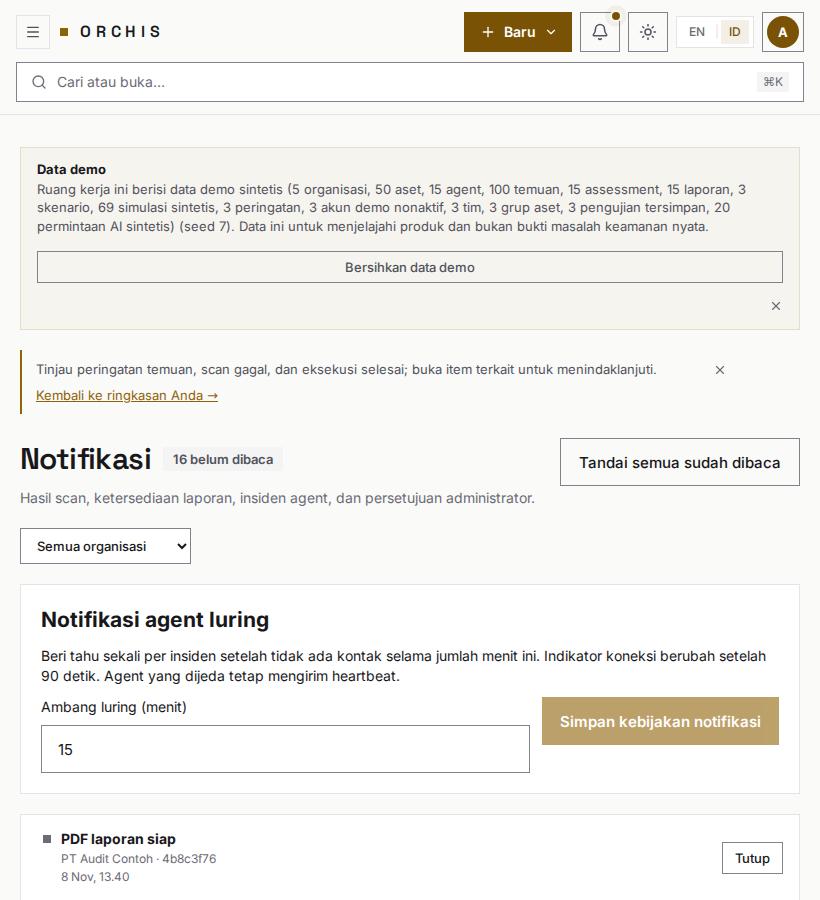 ORCHIS
Baru
EN
ID
A
Cari atau buka...
⌘K
Data demo
Ruang kerja ini berisi data demo sintetis (5 organisasi, 50 aset, 15 agent, 100 temuan, 15 assessment, 15 laporan, 3
skenario, 69 simulasi sintetis, 3 peringatan, 3 akun demo nonaktif, 3 tim, 3 grup aset, 3 pengujian tersimpan, 20
permintaan AI sintetis) (seed 7). Data ini untuk menjelajahi produk dan bukan bukti masalah keamanan nyata.
Bersihkan data demo
Tinjau peringatan temuan, scan gagal, dan eksekusi selesai; buka item terkait untuk menindaklanjuti.
Kembali ke ringkasan Anda →
Notifikasi
16 belum dibaca
Tandai semua sudah dibaca
Hasil scan, ketersediaan laporan, insiden agent, dan persetujuan administrator.
Semua organisasi
Notifikasi agent luring
Beri tahu sekali per insiden setelah tidak ada kontak selama jumlah menit ini. Indikator koneksi berubah setelah
90 detik. Agent yang dijeda tetap mengirim heartbeat.
Ambang luring (menit)
15
Simpan kebijakan notifikasi
PDF laporan siap
PT Audit Contoh · 4b8c3f76
8 Nov, 13.40
Tutup